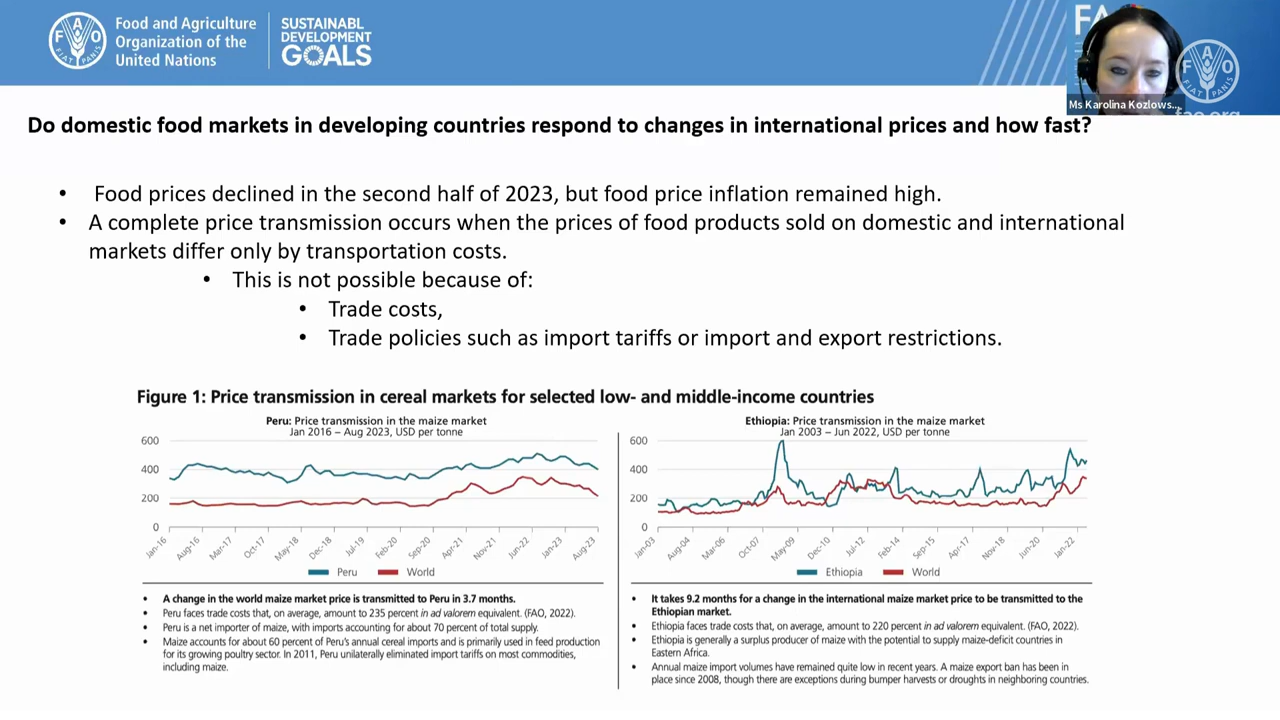 Food and Agriculture
Organization of the
United Nations
SUSTAINABL
DEVELOPMENT
GOALS
FIAT PANIS
FAO
Ms Karolina Kozlows...
fao.org
Do domestic food markets in developing countries respond to changes in international prices and how fast?
• Food prices declined in the second half of 2023, but food price inflation remained high.
• A complete price transmission occurs when the prices of food products sold on domestic and international
markets differ only by transportation costs.
• This is not possible because of:
• Trade costs,
• Trade policies such as import tariffs or import and export restrictions.
Figure 1: Price transmission in cereal markets for selected low- and middle-income countries
Peru: Price transmission in the maize market
Jan 2016 – Aug 2023, USD per tonne
600
400
200
0
Jan-16 Aug-16 Mar-17 Oct-17 May-18 Dec-18 Jul-19 Feb-20 Sep-20 Apr-21 Nov-21 Jun-22 Jan-23 Aug-23
Peru World
• A change in the world maize market price is transmitted to Peru in 3.7 months.
• Peru faces trade costs that, on average, amount to 235 percent in ad valorem equivalent. (FAO, 2022).
• Peru is a net importer of maize, with imports accounting for about 70 percent of total supply.
• Maize accounts for about 60 percent of Peru's annual cereal imports and is primarily used in feed production
for its growing poultry sector. In 2011, Peru unilaterally eliminated import tariffs on most commodities,
including maize.
Ethiopia: Price transmission in the maize market
Jan 2003 – Jun 2022, USD per tonne
600
400
200
0
Jan-03 Aug-04 Mar-06 Oct-07 May-09 Dec-10 Jul-12 Feb-14 Sep-15 Apr-17 Nov-18 Jun-20 Jan-22
Ethiopia World
• It takes 9.2 months for a change in the international maize market price to be transmitted to the
Ethiopian market.
• Ethiopia faces trade costs that, on average, amount to 220 percent in ad valorem equivalent. (FAO, 2022).
• Ethiopia is generally a surplus producer of maize with the potential to supply maize-deficit countries in
Eastern Africa.
• Annual maize import volumes have remained quite low in recent years. A maize export ban has been in
place since 2008, though there are exceptions during bumper harvests or droughts in neighboring countries.